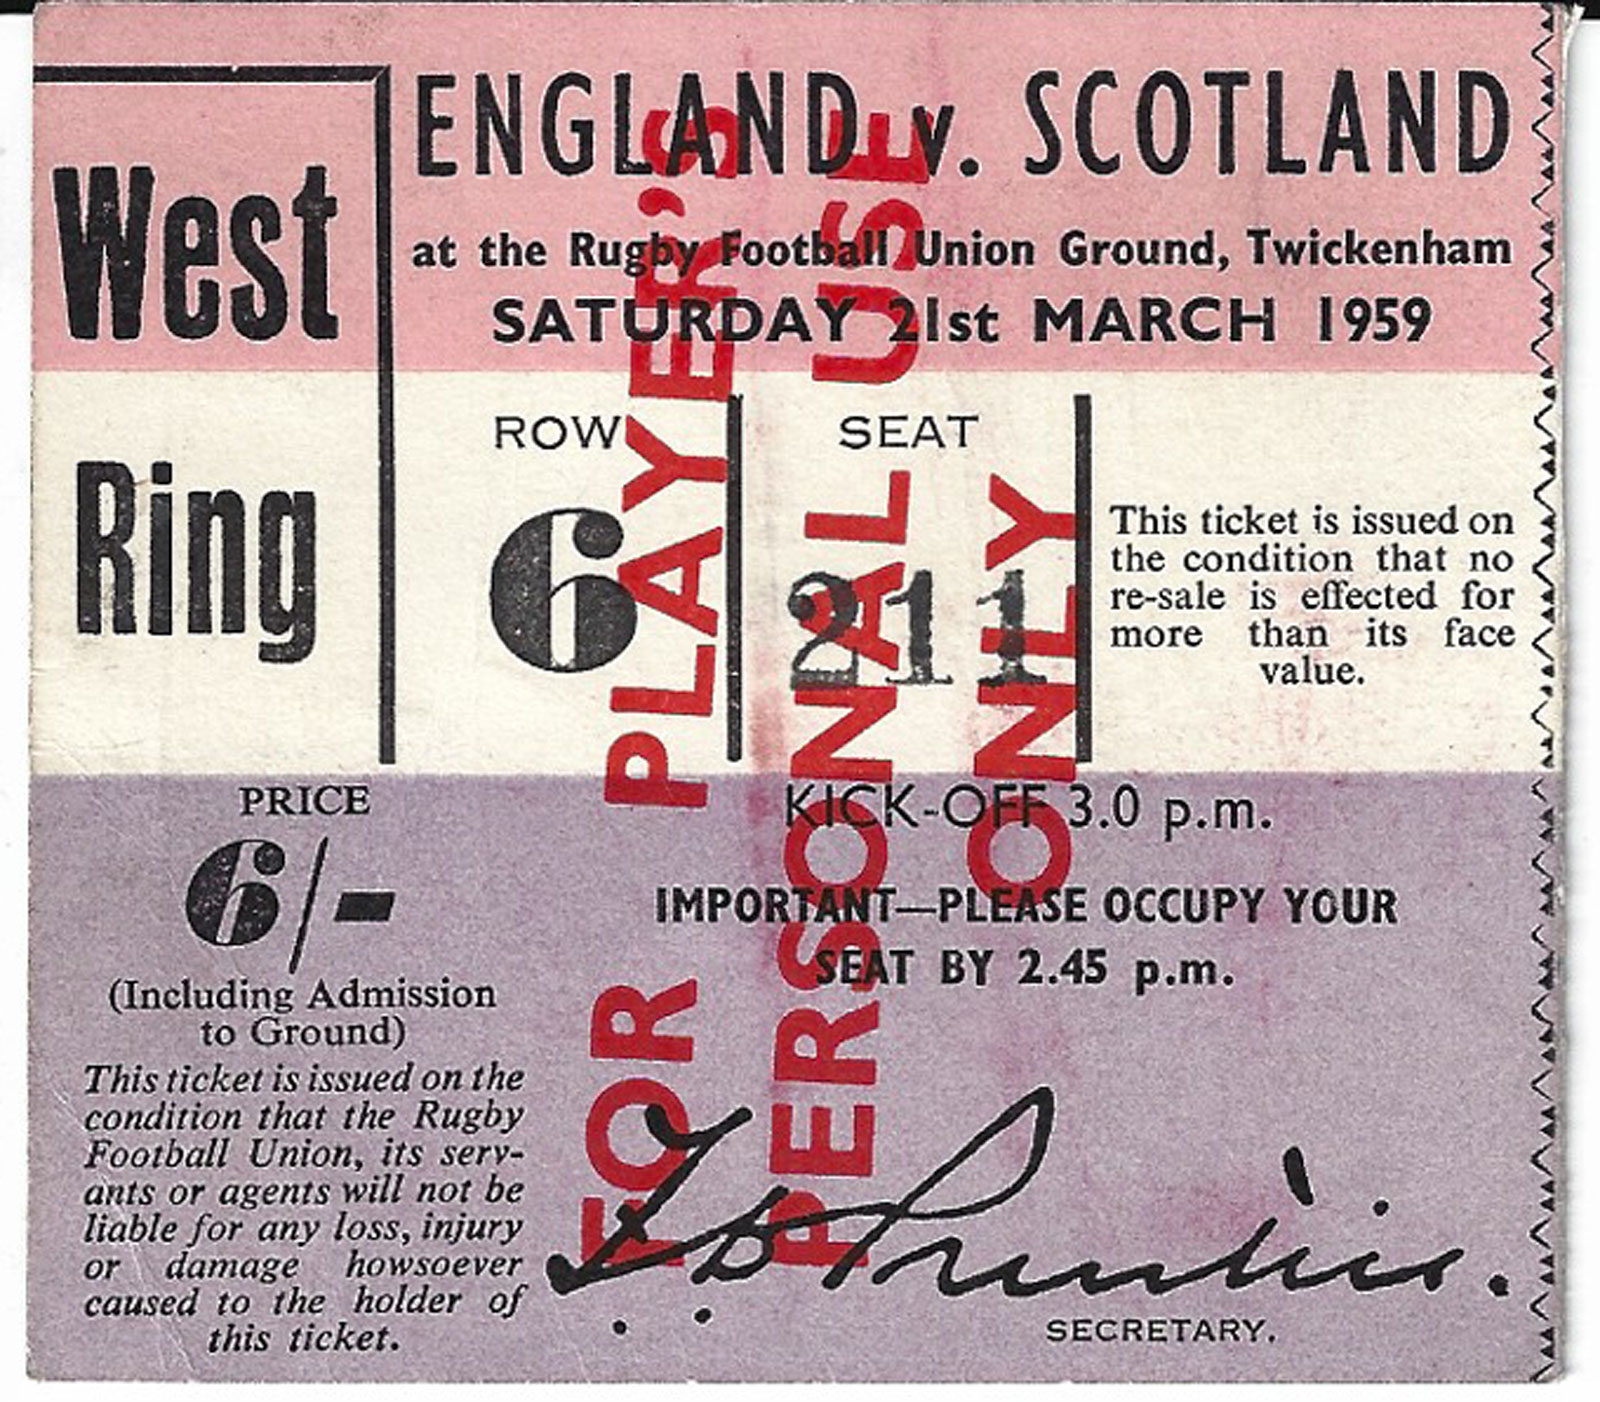 West
Ring
ENGLAND v. SCOTLAND
at the Rugby Football Union Ground, Twickenham
SATURDAY 21st MARCH 1959
ROW
6
SEAT
211
This ticket is issued on
the condition that no
re-sale is effected for
more than its face
value.
PRICE
6/-
(Including Admission
to Ground)
This ticket is issued on the
condition that the Rugby
Football Union, its serv-
ants or agents will not be
liable for any loss, injury
or damage howsoever
caused to the holder of
this ticket.
KICK-OFF 3.0 p.m.
IMPORTANT—PLEASE OCCUPY YOUR
SEAT BY 2.45 p.m.
SECRETARY.
FOR PLAYER'S
PERSONAL USE
ONLY